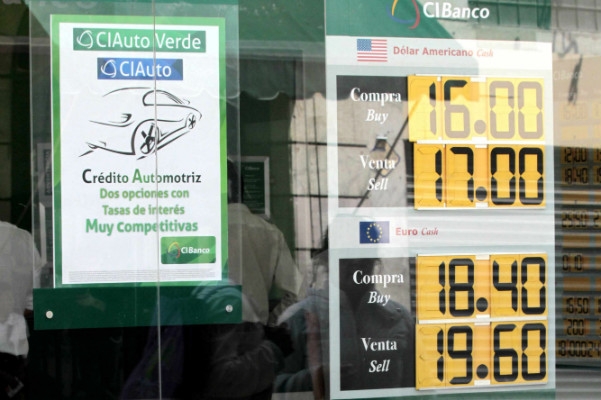 CIAuto Verde
CIAuto
Crédito Automotriz
Dos opciones con
Tasas de interés
Muy competitivas
CIBanco
CIBanco
Dólar Americano Cash
Compra
Buy
16.00
Venta
Sell
17.00
Euro Cash
Compra
Buy
18.40
Venta
Sell
19.60